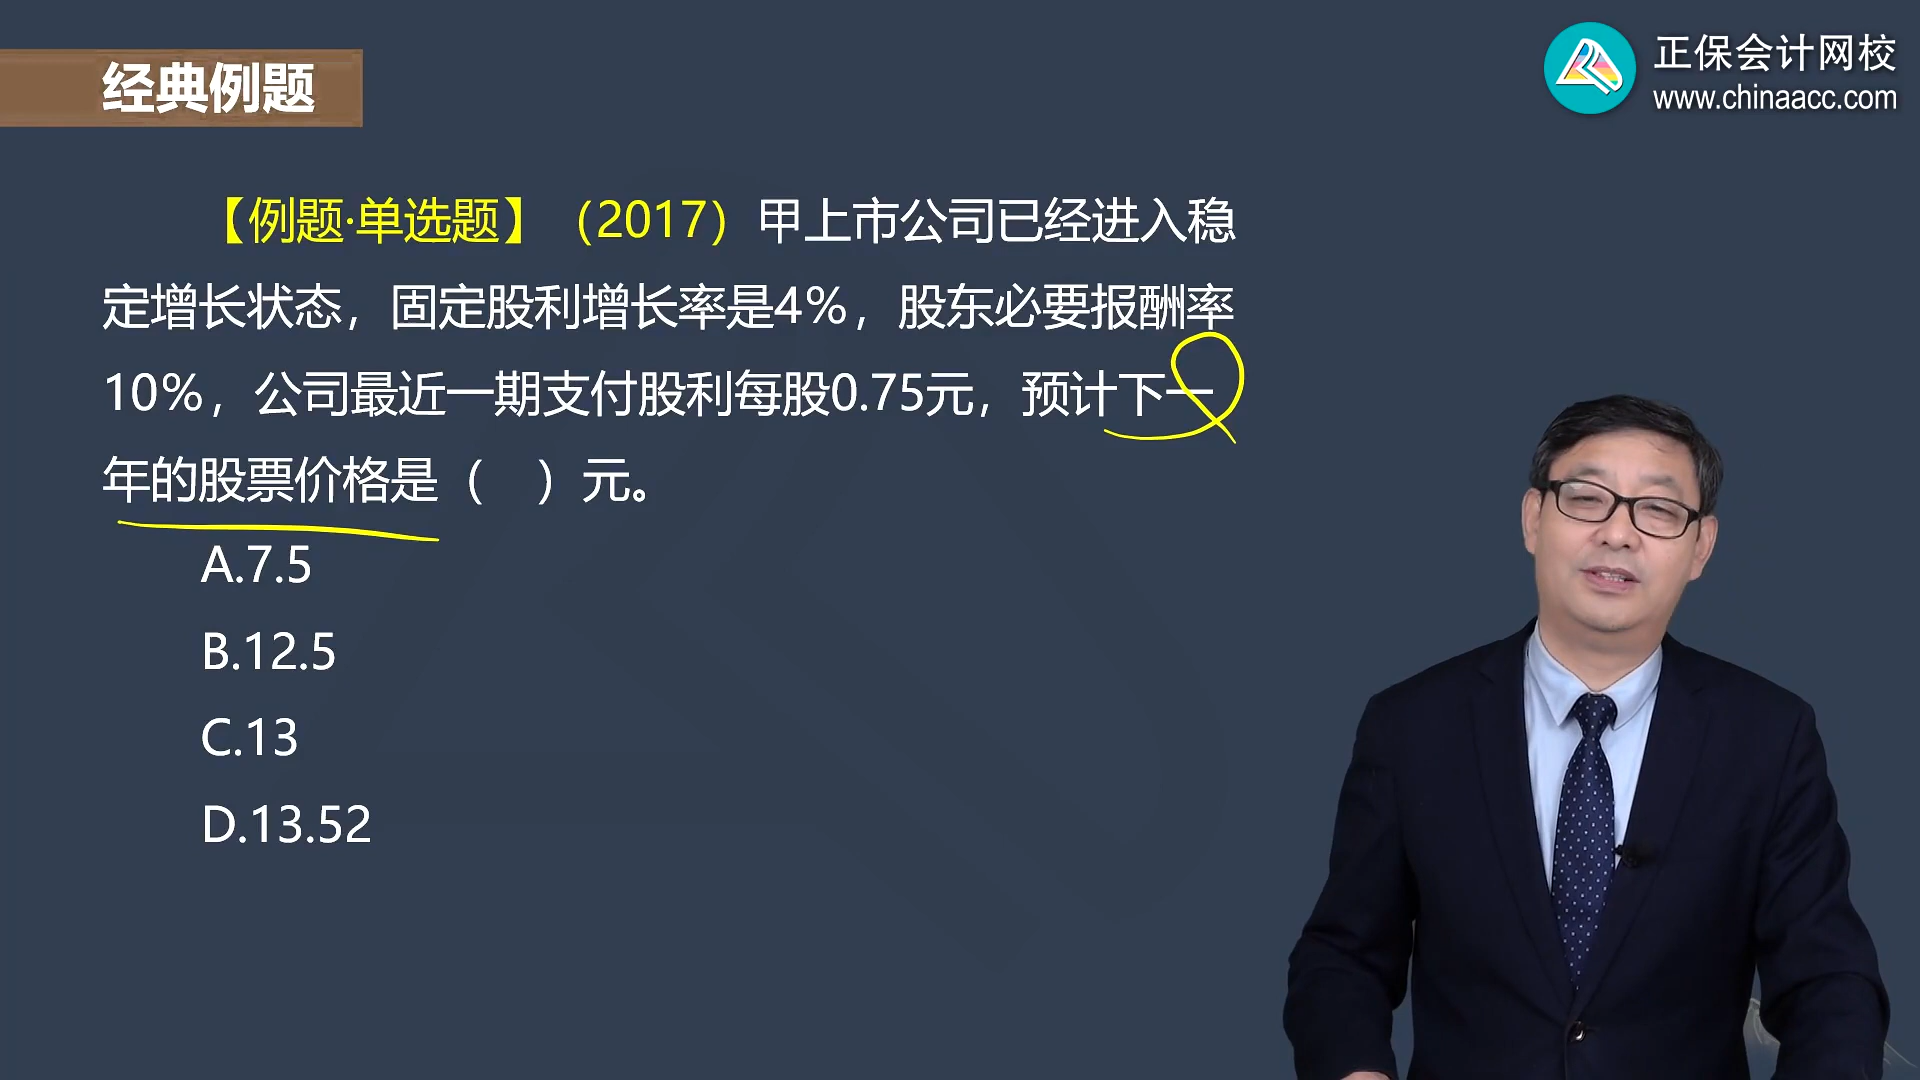 经典例题
正保会计网校
www.chinaacc.com
【例题·单选题】（2017）甲上市公司已经进入稳
定增长状态，固定股利增长率是4%，股东必要报酬率
10%，公司最近一期支付股利每股0.75元，预计下一
年的股票价格是（　）元。
A.7.5
B.12.5
C.13
D.13.52